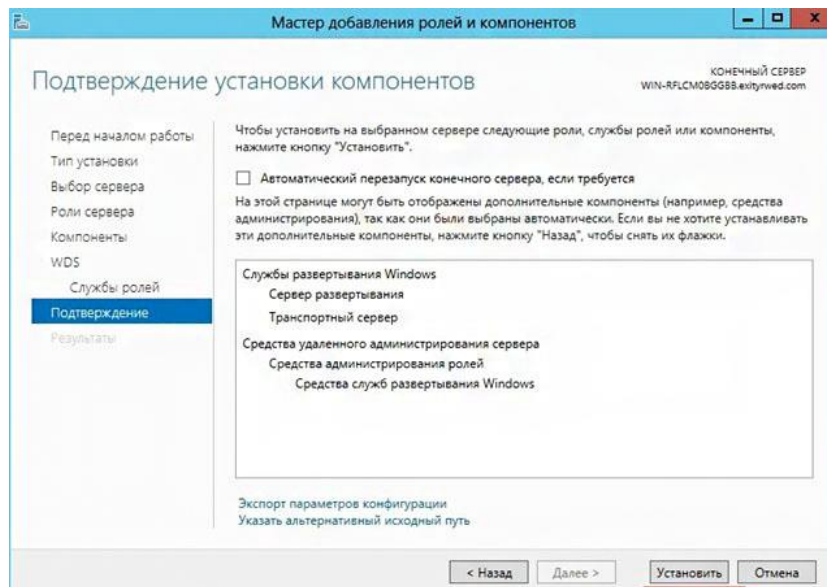 Мастер добавления ролей и компонентов
Подтверждение установки компонентов
КОНЕЧНЫЙ СЕРВЕР
WIN-RFLCM0BGGBB.exityrwed.com
Перед началом работы
Тип установки
Выбор сервера
Роли сервера
Компоненты
WDS
Службы ролей
Подтверждение
Результаты
Чтобы установить на выбранном сервере следующие роли, службы ролей или компоненты,
нажмите кнопку "Установить".
Автоматический перезапуск конечного сервера, если требуется
На этой странице могут быть отображены дополнительные компоненты (например, средства
администрирования), так как они были выбраны автоматически. Если вы не хотите устанавливать
эти дополнительные компоненты, нажмите кнопку "Назад", чтобы снять их флажки.
Службы развертывания Windows
Сервер развертывания
Транспортный сервер
Средства удаленного администрирования сервера
Средства администрирования ролей
Средства служб развертывания Windows
Экспорт параметров конфигурации
Указать альтернативный исходный путь
< Назад
Далее >
Установить
Отмена